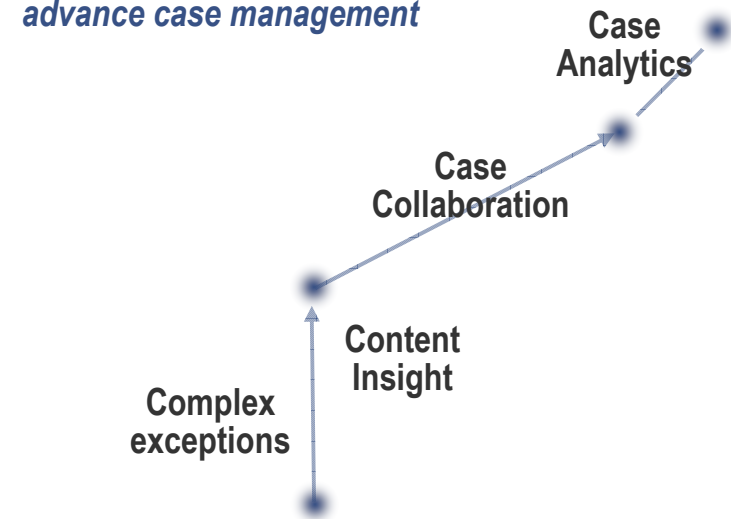 advance case management
Case
Analytics
Case
Collaboration
Content
Insight
Complex
exceptions